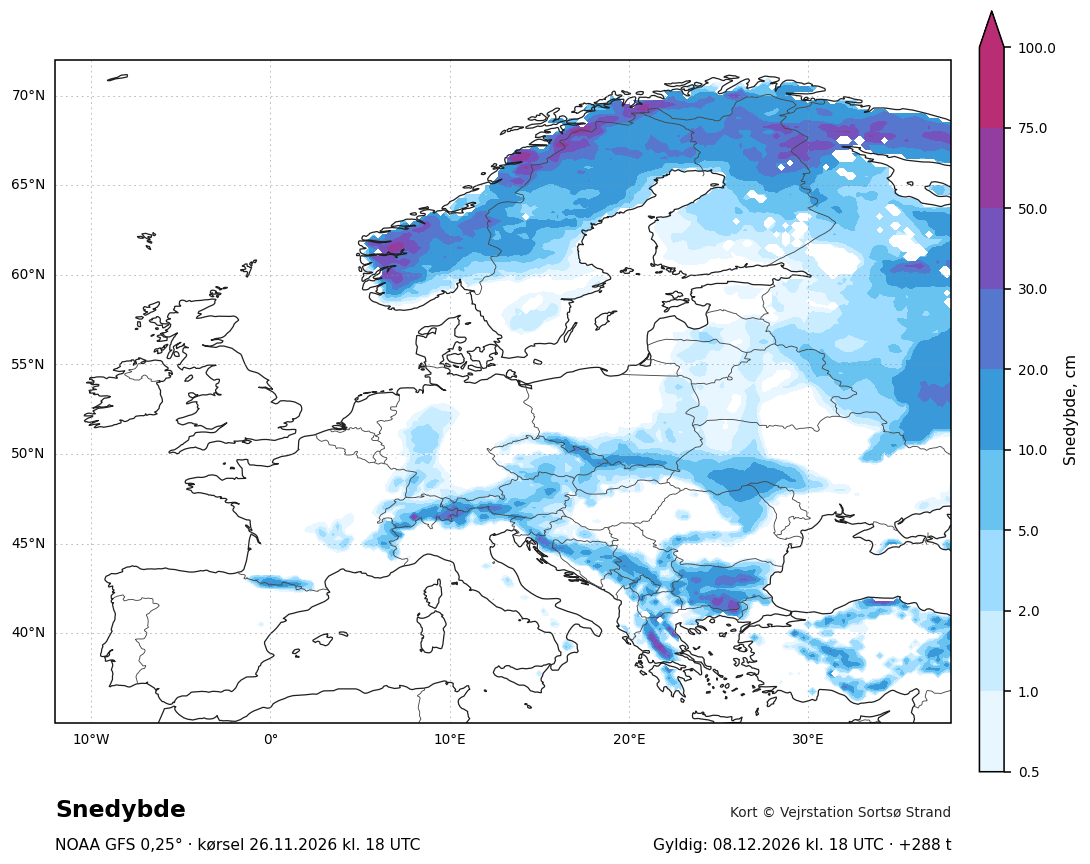 100.0
75.0
50.0
30.0
20.0
10.0
5.0
2.0
1.0
0.5
Snedybde, cm
70°N
65°N
60°N
55°N
50°N
45°N
40°N
10°W 0° 10°E 20°E 30°E
Snedybde
Kort © Vejrstation Sortsø Strand
NOAA GFS 0,25° · kørsel 26.11.2026 kl. 18 UTC
Gyldig: 08.12.2026 kl. 18 UTC · +288 t